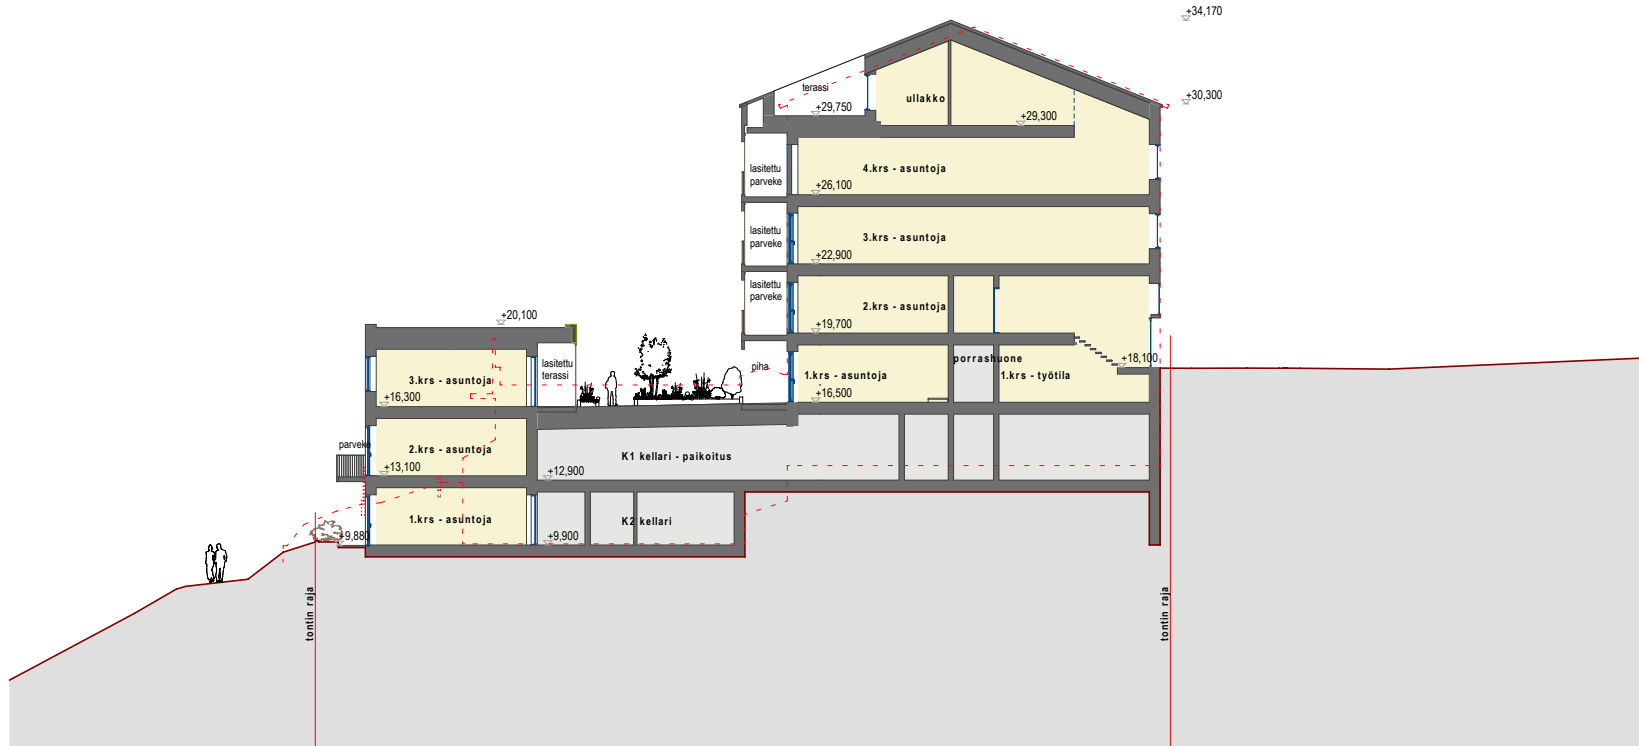 +34,170
terassi
ullakko
+30,300
+29,750
+29,300
lasitettu
parveke
4.krs - asuntoja
+26,100
lasitettu
parveke
3.krs - asuntoja
+22,900
lasitettu
parveke
2.krs - asuntoja
+20,100
+19,700
lasitettu
terassi
piha
porrashuone
+18,100
3.krs - asuntoja
1.krs - asuntoja
1.krs - työtila
+16,300
+16,500
parveke
2.krs - asuntoja
K1 kellari - paikoitus
+13,100
+12,900
1.krs - asuntoja
K2 kellari
+9,880
+9,900
tontin raja
tontin raja